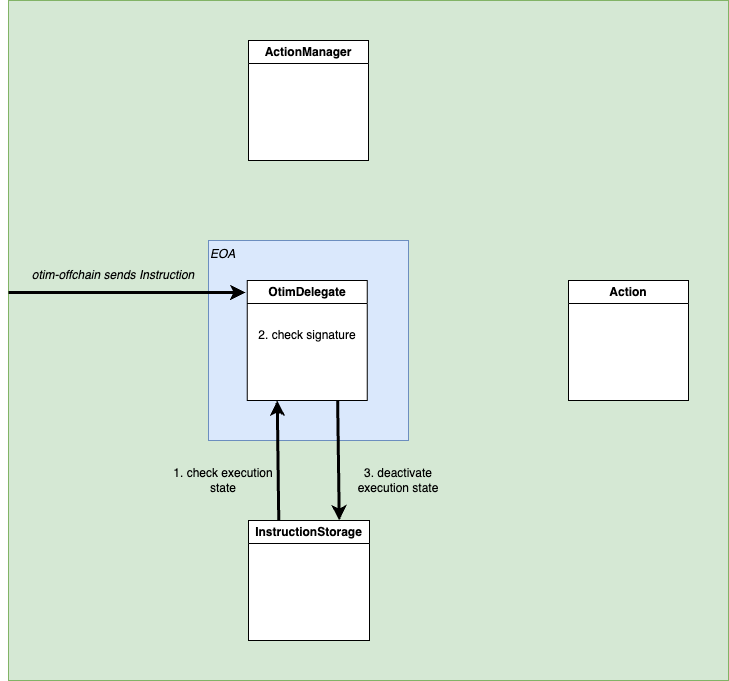 ActionManager
EOA
otim-offchain sends Instruction
OtimDelegate
Action
2. check signature
1. check execution
state
3. deactivate
execution state
InstructionStorage